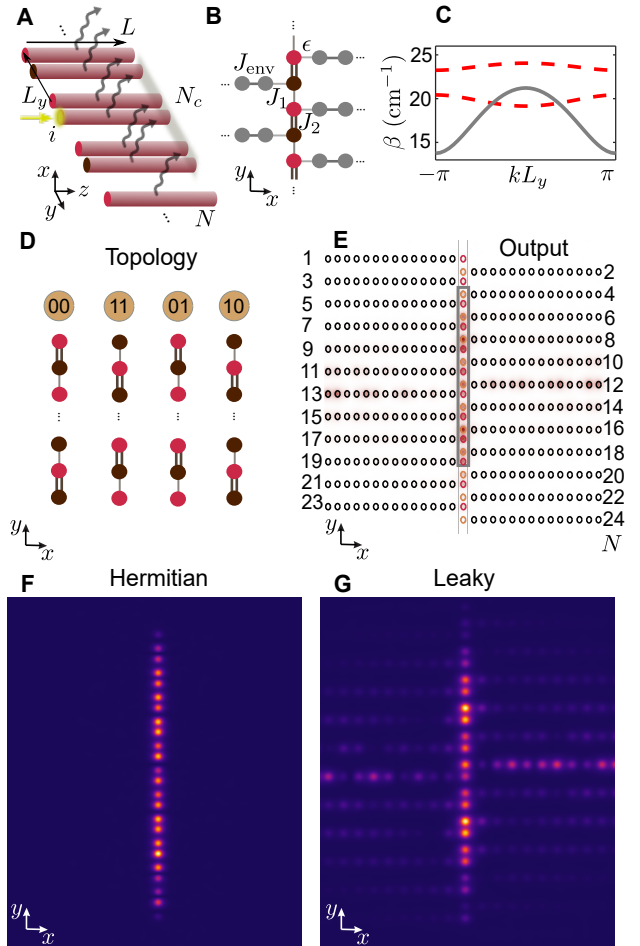 A
L
L_y
N_c
i
x
z
y
N
B
ϵ
J_env
J_1
J_2
y
x
C
β (cm⁻¹)
25
20
15
−π
kL_y
π
D
Topology
00
11
01
10
y
x
E
Output
1
2
3
4
5
6
7
8
9
10
11
12
13
14
15
16
17
18
19
20
21
22
23
24
N
y
x
F
Hermitian
y
x
G
Leaky
y
x